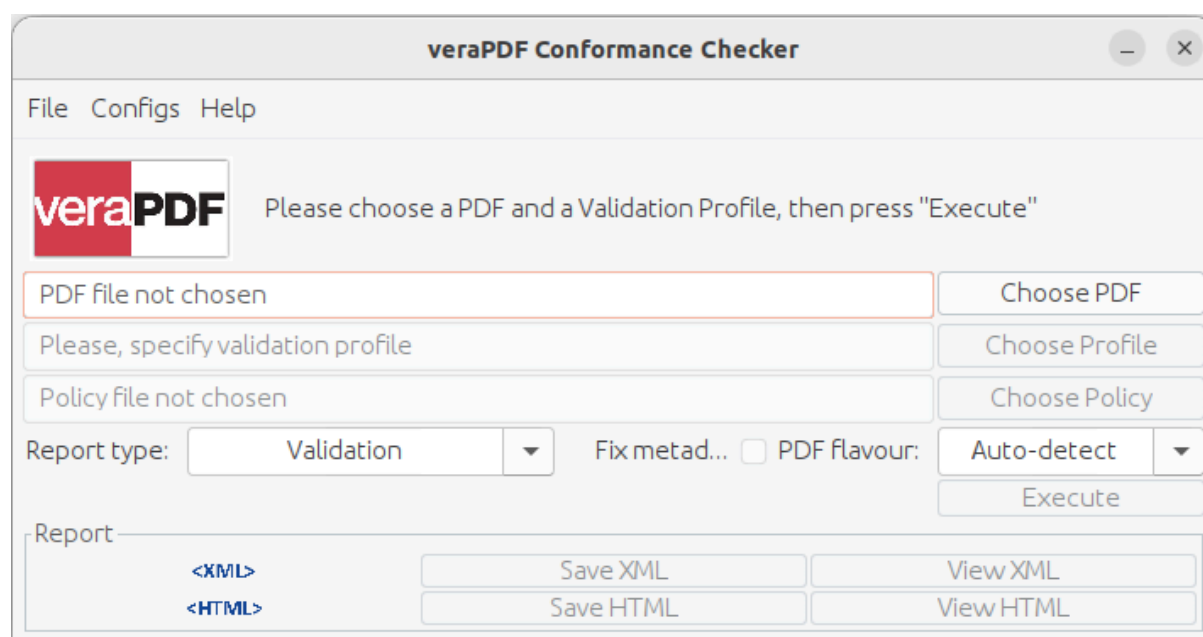 veraPDF Conformance Checker
File Configs Help
veraPDF Please choose a PDF and a Validation Profile, then press "Execute"
PDF file not chosen Choose PDF
Please, specify validation profile Choose Profile
Policy file not chosen Choose Policy
Report type: Validation Fix metad... PDF flavour: Auto-detect
Execute
Report
<XML> Save XML View XML
<HTML> Save HTML View HTML